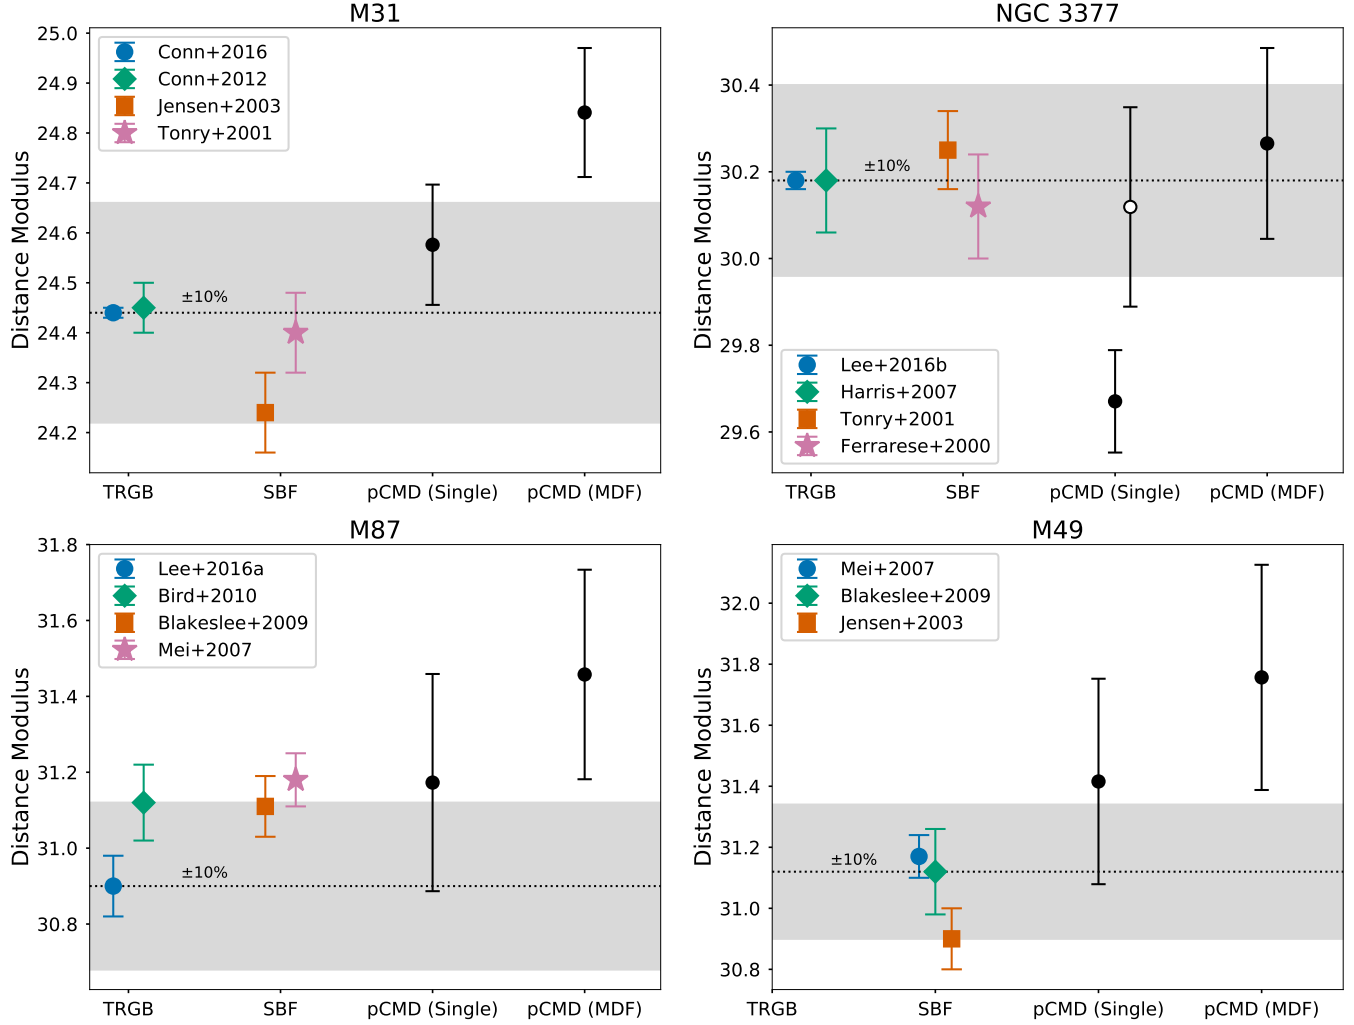 M31
25.0
24.9
24.8
24.7
24.6
24.5
24.4
24.3
24.2
Distance Modulus
Conn+2016
Conn+2012
Jensen+2003
Tonry+2001
±10%
TRGB SBF pCMD (Single) pCMD (MDF)
NGC 3377
30.4
30.2
30.0
29.8
29.6
Distance Modulus
±10%
Lee+2016b
Harris+2007
Tonry+2001
Ferrarese+2000
TRGB SBF pCMD (Single) pCMD (MDF)
M87
31.8
31.6
31.4
31.2
31.0
30.8
Distance Modulus
Lee+2016a
Bird+2010
Blakeslee+2009
Mei+2007
±10%
TRGB SBF pCMD (Single) pCMD (MDF)
M49
32.0
31.8
31.6
31.4
31.2
31.0
30.8
Distance Modulus
Mei+2007
Blakeslee+2009
Jensen+2003
±10%
TRGB SBF pCMD (Single) pCMD (MDF)